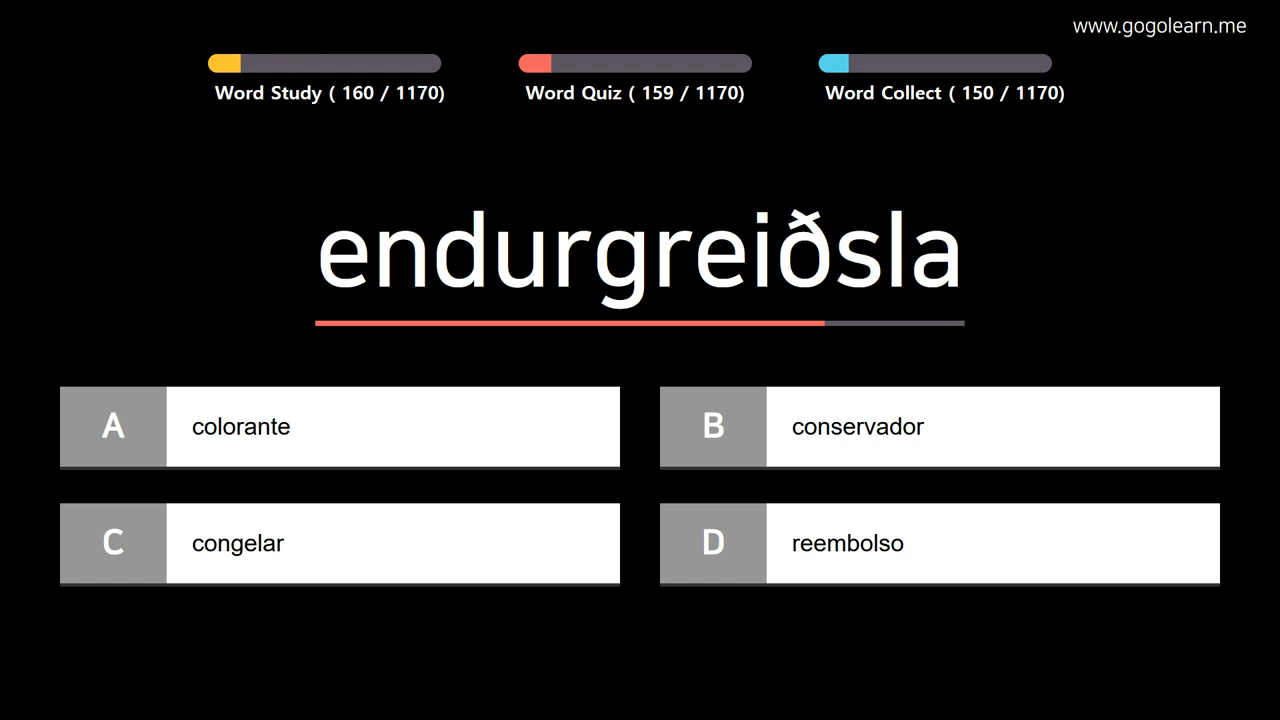 www.gogolearn.me
Word Study ( 160 / 1170)
Word Quiz ( 159 / 1170)
Word Collect ( 150 / 1170)
endurgreiðsla
A
colorante
B
conservador
C
congelar
D
reembolso